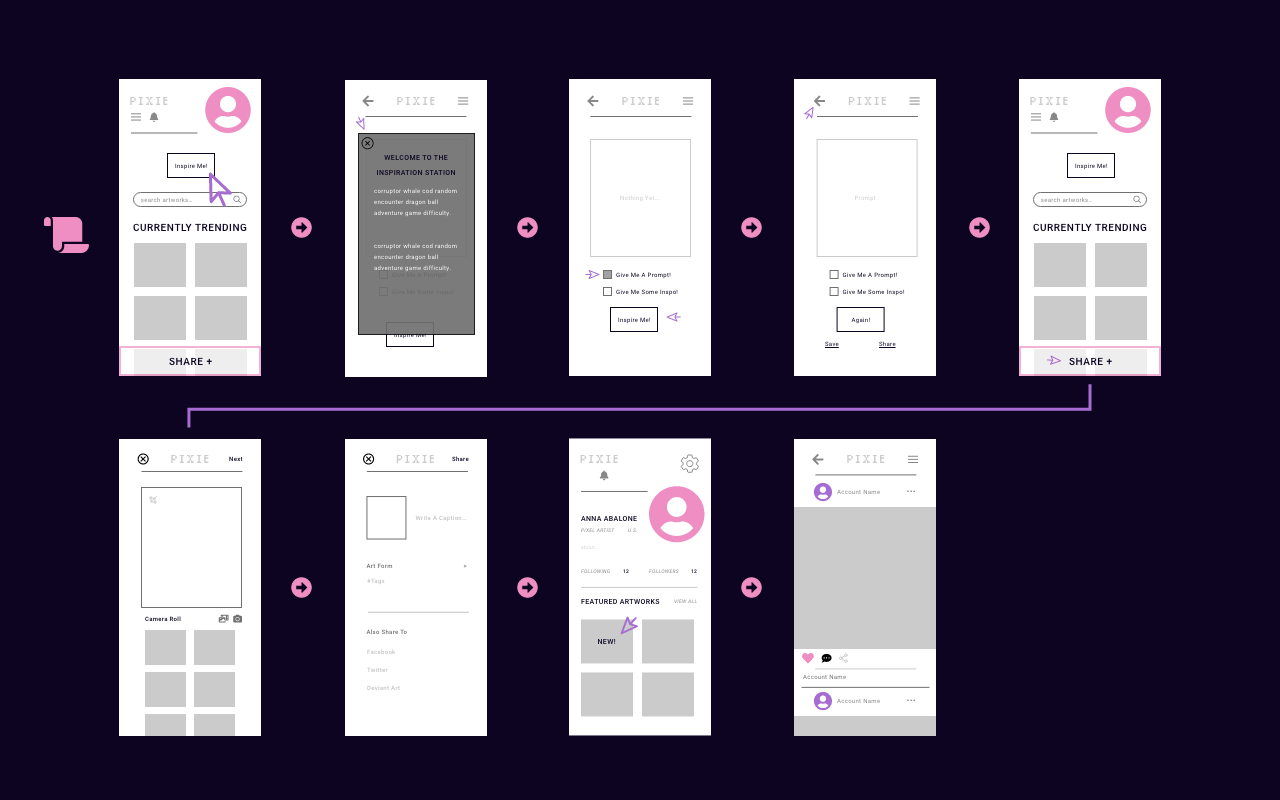 PIXIE
Inspire Me!
search artworks...
CURRENTLY TRENDING
SHARE +
PIXIE
WELCOME TO THE
INSPIRATION STATION
corruptor whale cod random
encounter dragon ball
adventure game difficulty.
corruptor whale cod random
encounter dragon ball
adventure game difficulty.
Give Me A Prompt!
Give Me Some Inspo!
Inspire Me!
PIXIE
Nothing Yet...
Give Me A Prompt!
Give Me Some Inspo!
Inspire Me!
PIXIE
Prompt
Give Me A Prompt!
Give Me Some Inspo!
Again!
Save Share
PIXIE
Inspire Me!
search artworks...
CURRENTLY TRENDING
SHARE +
PIXIE Next
Camera Roll
PIXIE Share
Write A Caption...
Art Form
#Tags
Also Share To
Facebook
Twitter
Deviant Art
PIXIE
ANNA ABALONE
PIXEL ARTIST U.S.
FOLLOWING 12 FOLLOWERS 12
FEATURED ARTWORKS VIEW ALL
NEW!
PIXIE
Account Name
Account Name
Account Name